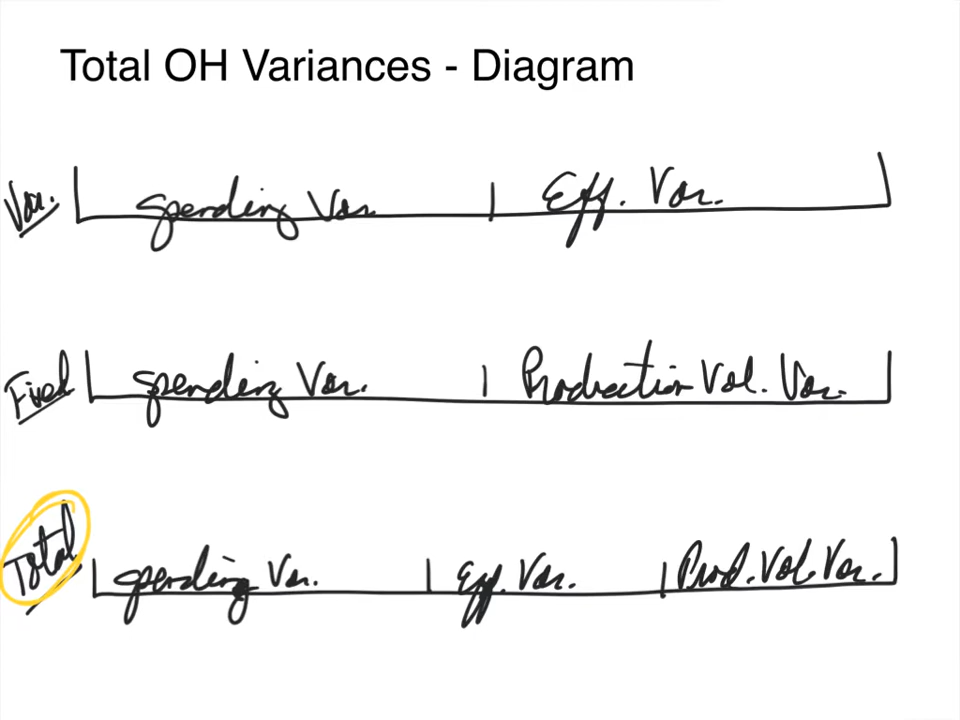 Total OH Variances - Diagram
Var. Spending Var. Eff. Var.
Fixed Spending Var. Production Vol. Var.
Total Spending Var. Eff. Var. Prod. Vol. Var.